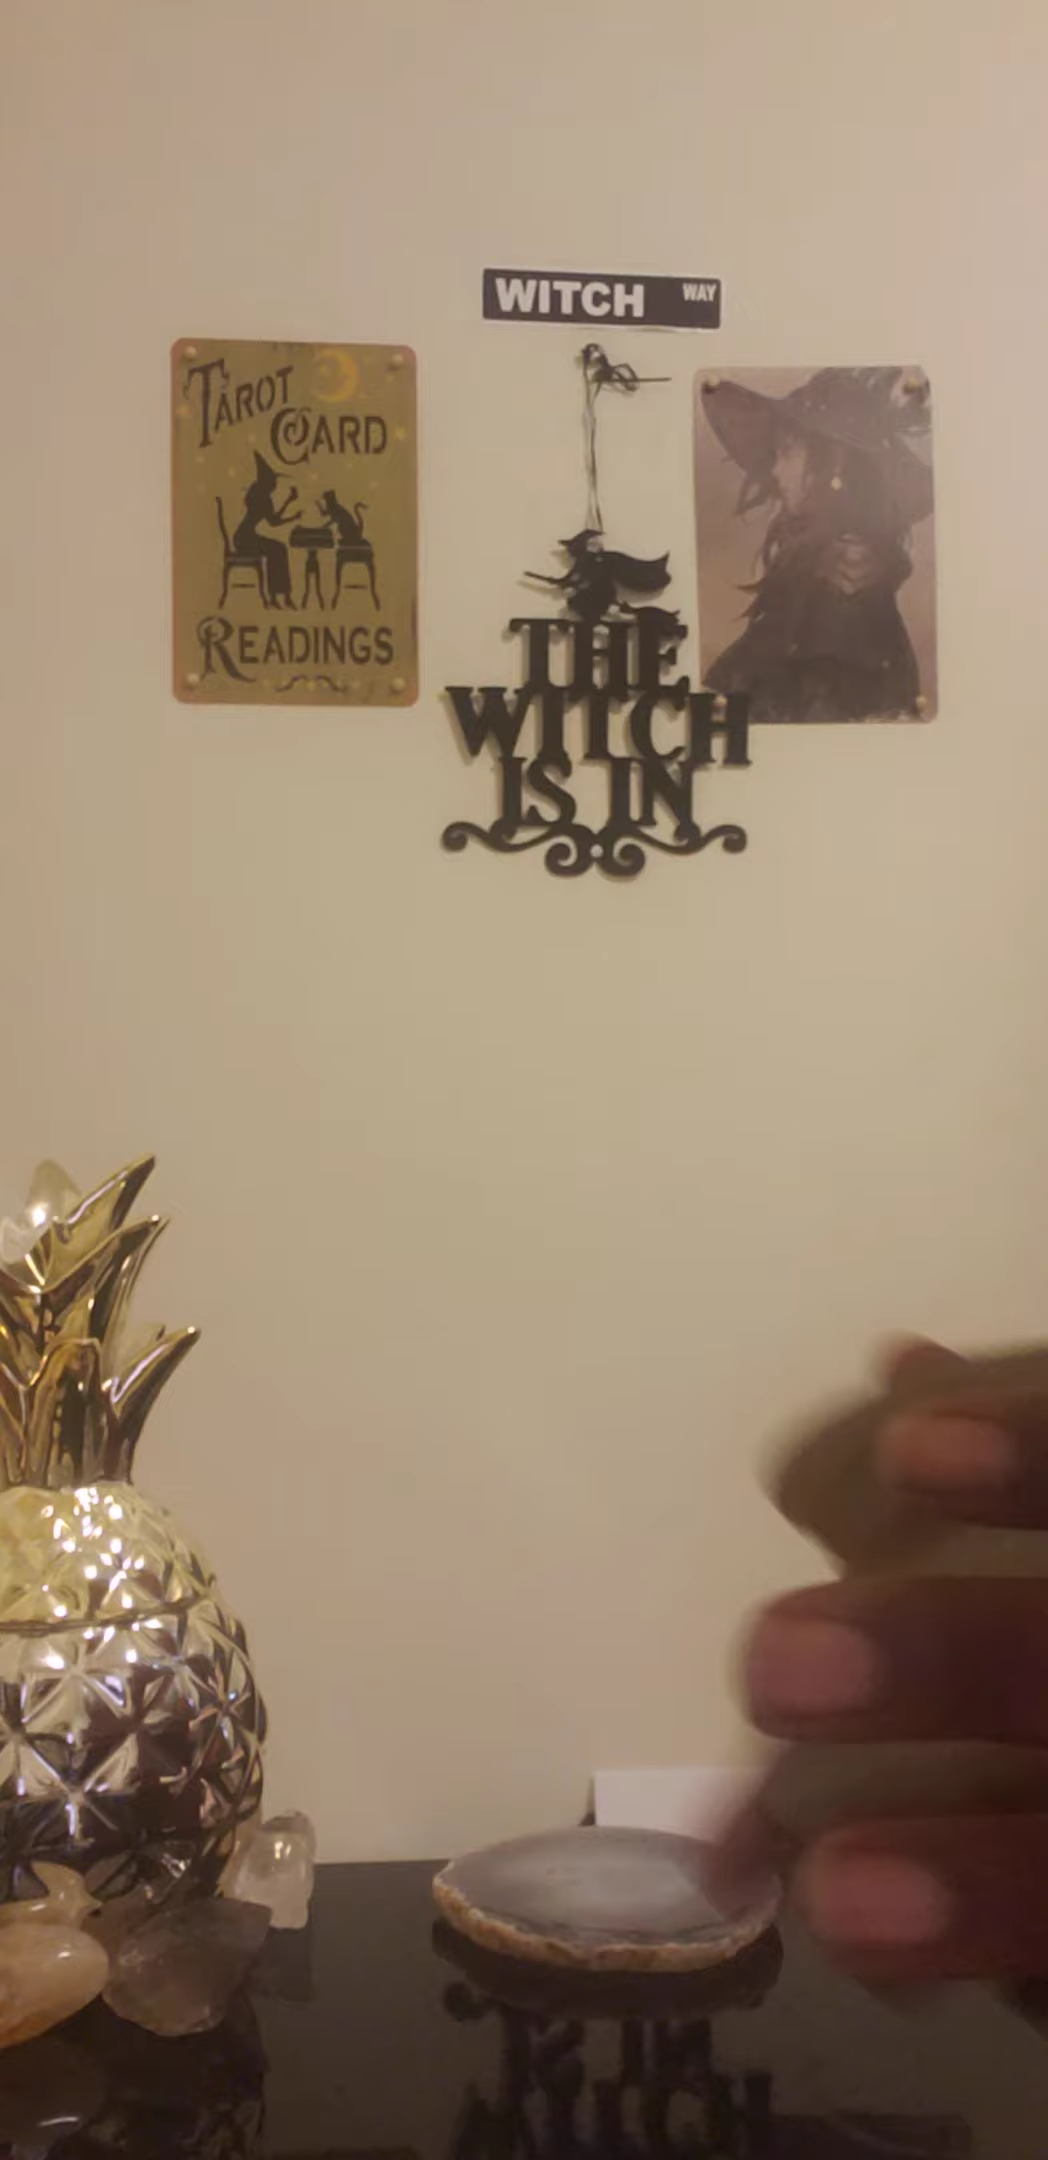 WITCH WAY
TAROT
CARD
READINGS
THE
WITCH
IS IN